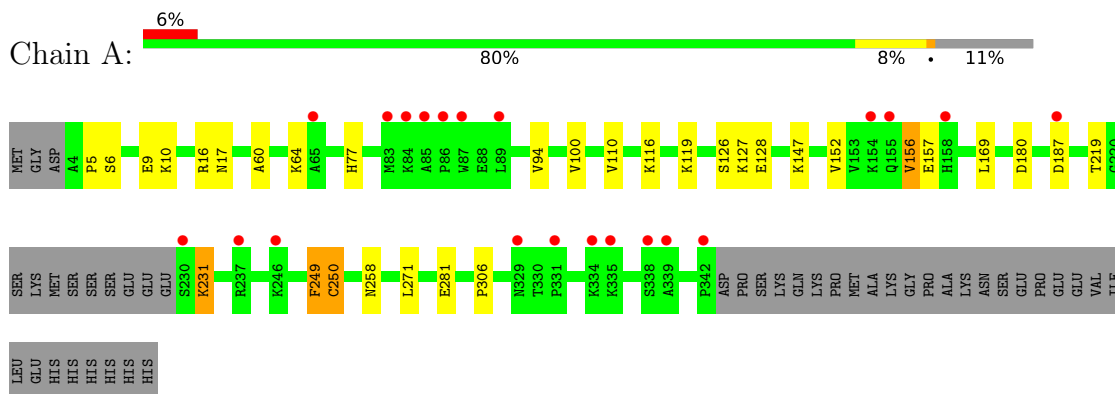 6%
Chain A:
80% 8% • 11%
MET GLY ASP A4 P5 S6 E9 K10 R16 N17 A60 K64 A65 H77 M83 K84 A85 P86 W87 E88 L89 V94 V100 V110 K116 K119 S126 K127 E128 K147 V152 V153 K154 Q155 V156 E157 H158 L169 D180 D187 T219
SER LYS MET SER SER SER GLU GLU GLU S230 K231 R237 K246 F249 C250 N258 L271 E281 P306 N329 T330 P331 K334 K335 S338 A339 P342 ASP PRO SER LYS GLN LYS PRO MET ALA LYS GLY PRO ALA LYS ASN SER GLU PRO GLU GLU VAL ILE
LEU GLU HIS HIS HIS HIS HIS HIS